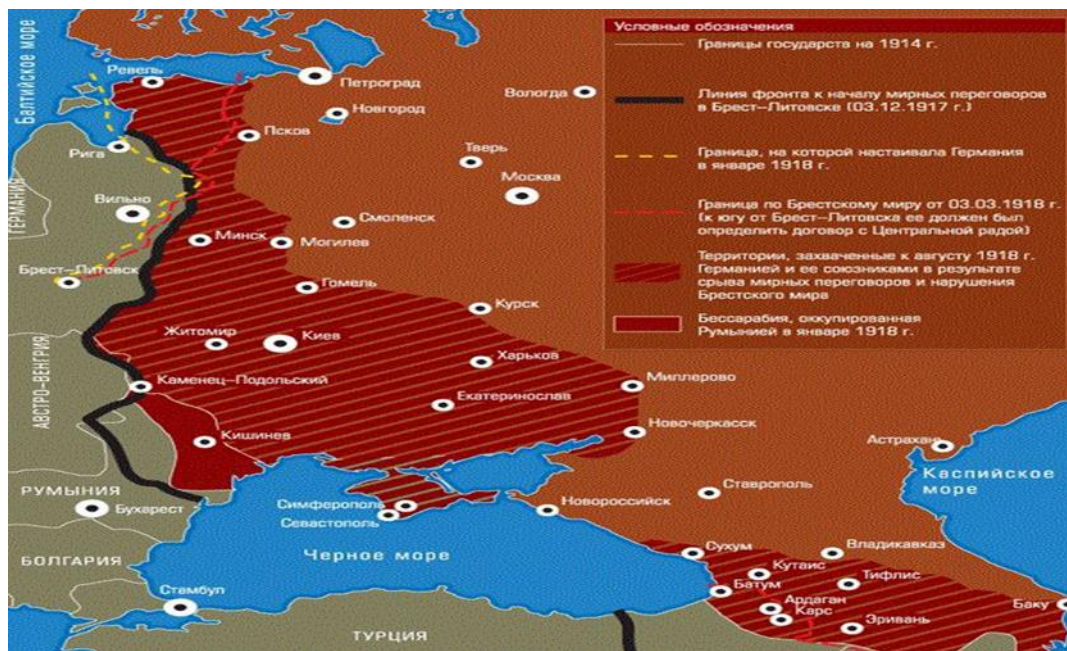 Условные обозначения
Границы государств на 1914 г.
Линия фронта к началу мирных переговоров
в Брест–Литовске (03.12.1917 г.)
Граница, на которой настаивала Германия
в январе 1918 г.
Граница по Брестскому миру от 03.03.1918 г.
(к югу от Брест–Литовска ее должен был
определить договор с Центральной радой)
Территории, захваченные к августу 1918 г.
Германией и ее союзниками в результате
срыва мирных переговоров и нарушения
Брестского мира
Бессарабия, оккупированная
Румынией в январе 1918 г.
Балтийское море
Ревель
Петроград
Новгород
Вологда
Псков
Рига
Тверь
Москва
ГЕРМАНИЯ
Вильно
Смоленск
Минск
Могилев
Брест–Литовск
Гомель
Курск
Житомир
Киев
Харьков
АВСТРО–ВЕНГРИЯ
Каменец–Подольский
Миллерово
Екатеринослав
Новочеркасск
Кишинев
Астрахань
Каспийское
море
РУМЫНИЯ
Бухарест
Симферополь
Севастополь
Новороссийск
Ставрополь
БОЛГАРИЯ
Черное море
Сухум
Владикавказ
Кутаис
Тифлис
Батум
Стамбул
Ардаган
Карс
Эривань
Баку
ТУРЦИЯ